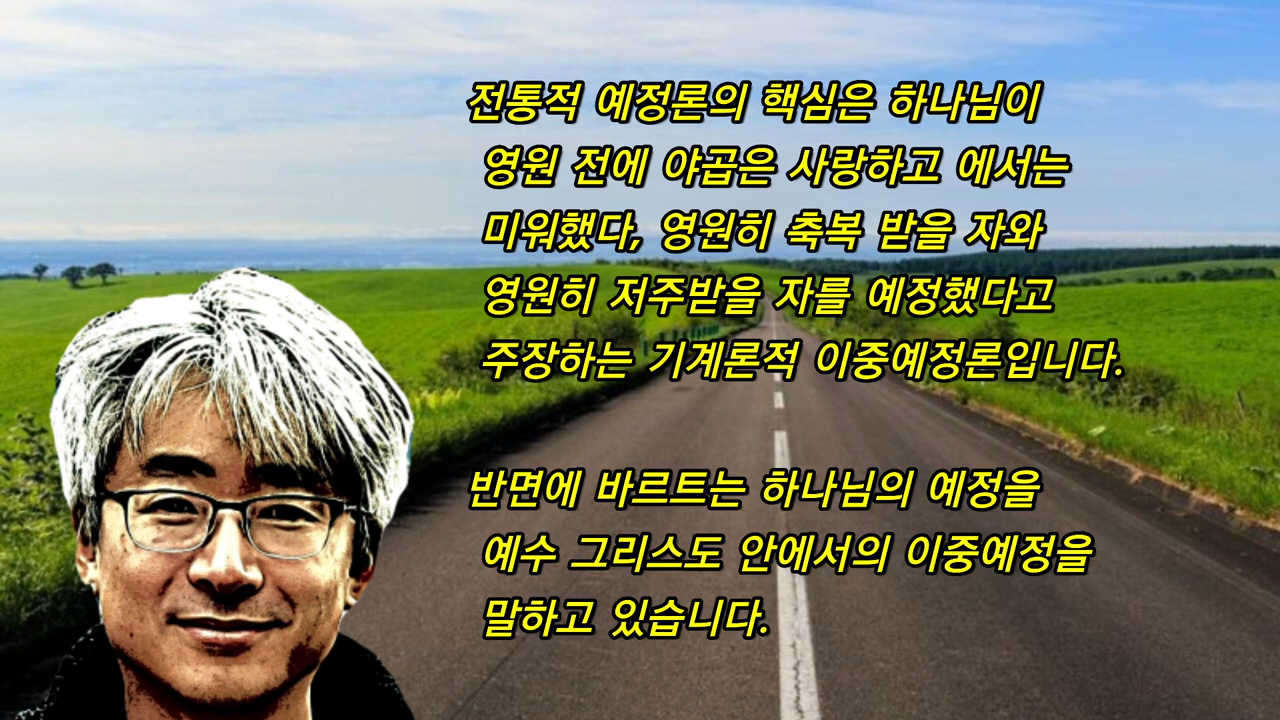 전통적 예정론의 핵심은 하나님이
영원 전에 야곱은 사랑하고 에서는
미워했다, 영원히 축복 받을 자와
영원히 저주받을 자를 예정했다고
주장하는 기계론적 이중예정론입니다.
반면에 바르트는 하나님의 예정을
예수 그리스도 안에서의 이중예정을
말하고 있습니다.